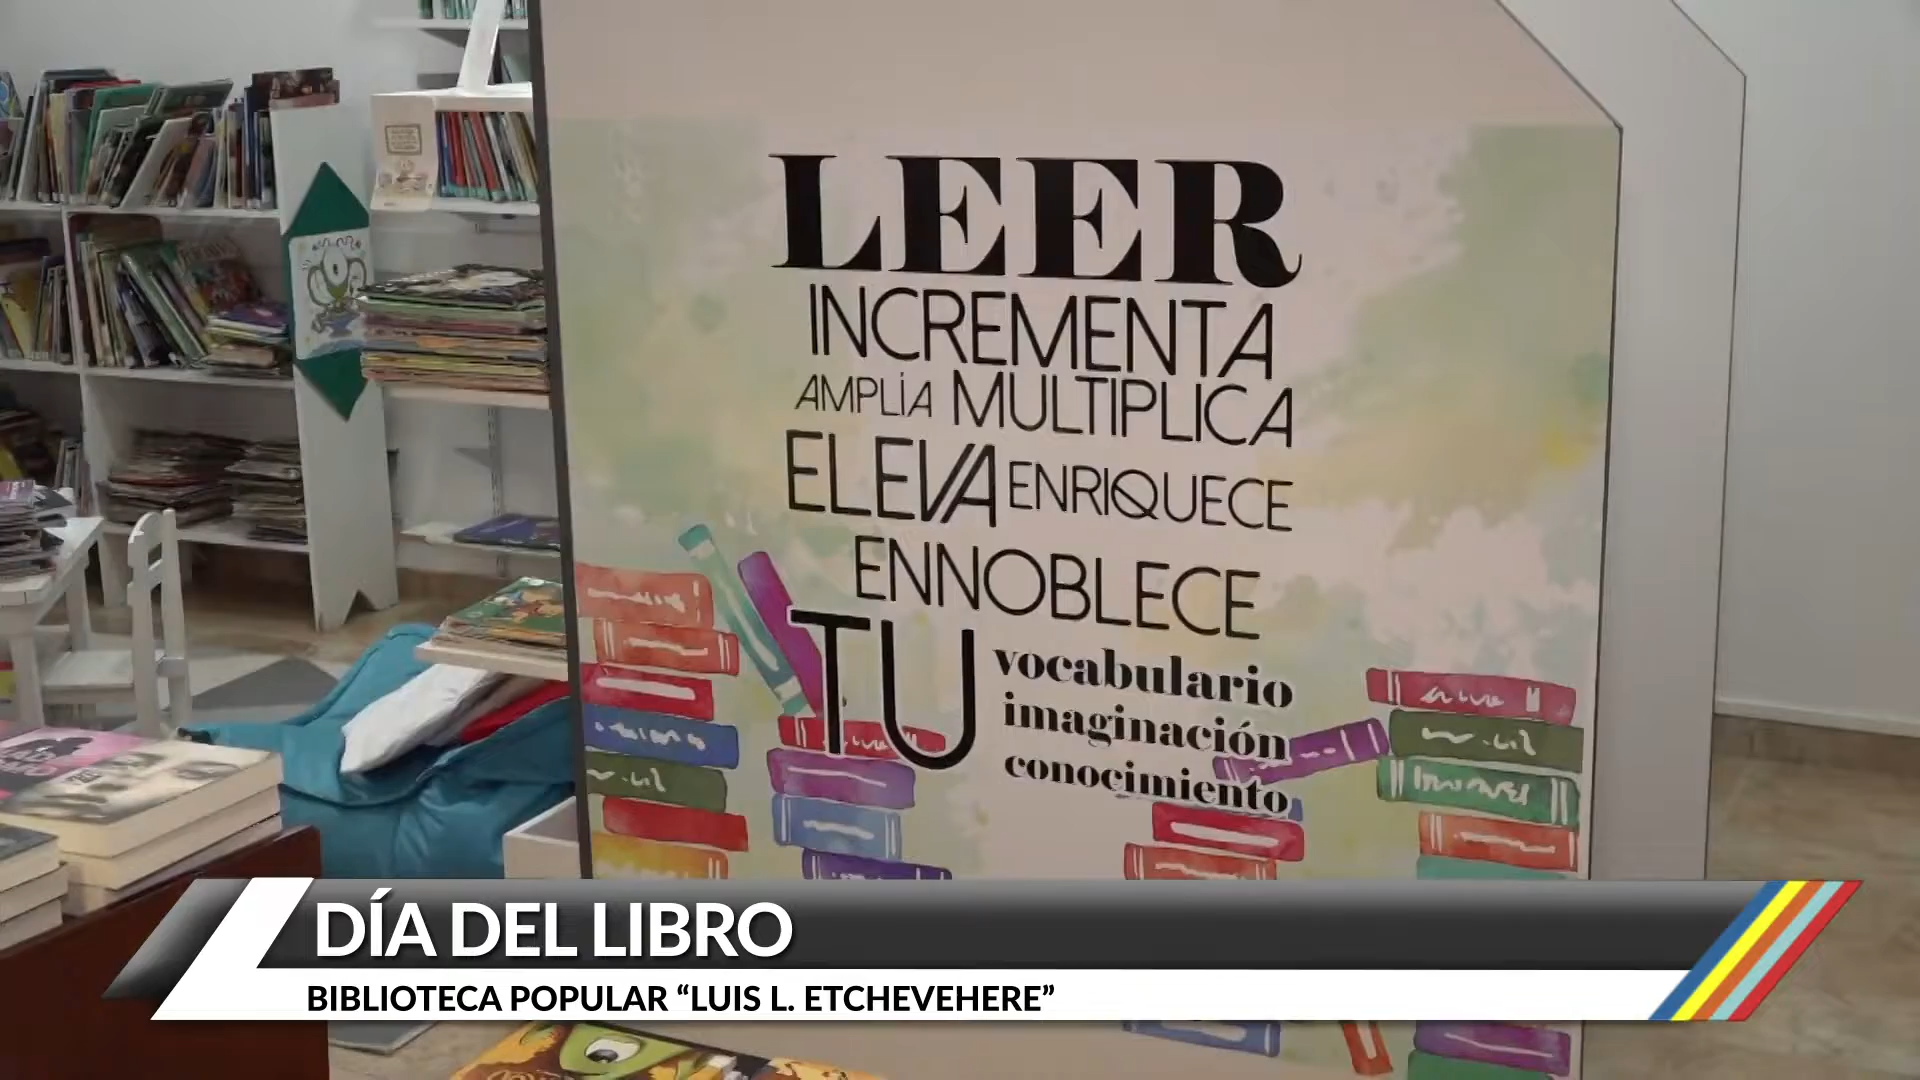 LEER
INCREMENTA
AMPLÍA MULTIPLICA
ELEVA ENRIQUECE
ENNOBLECE
TU vocabulario
imaginación
conocimiento
DÍA DEL LIBRO
BIBLIOTECA POPULAR “LUIS L. ETCHEVEHERE”